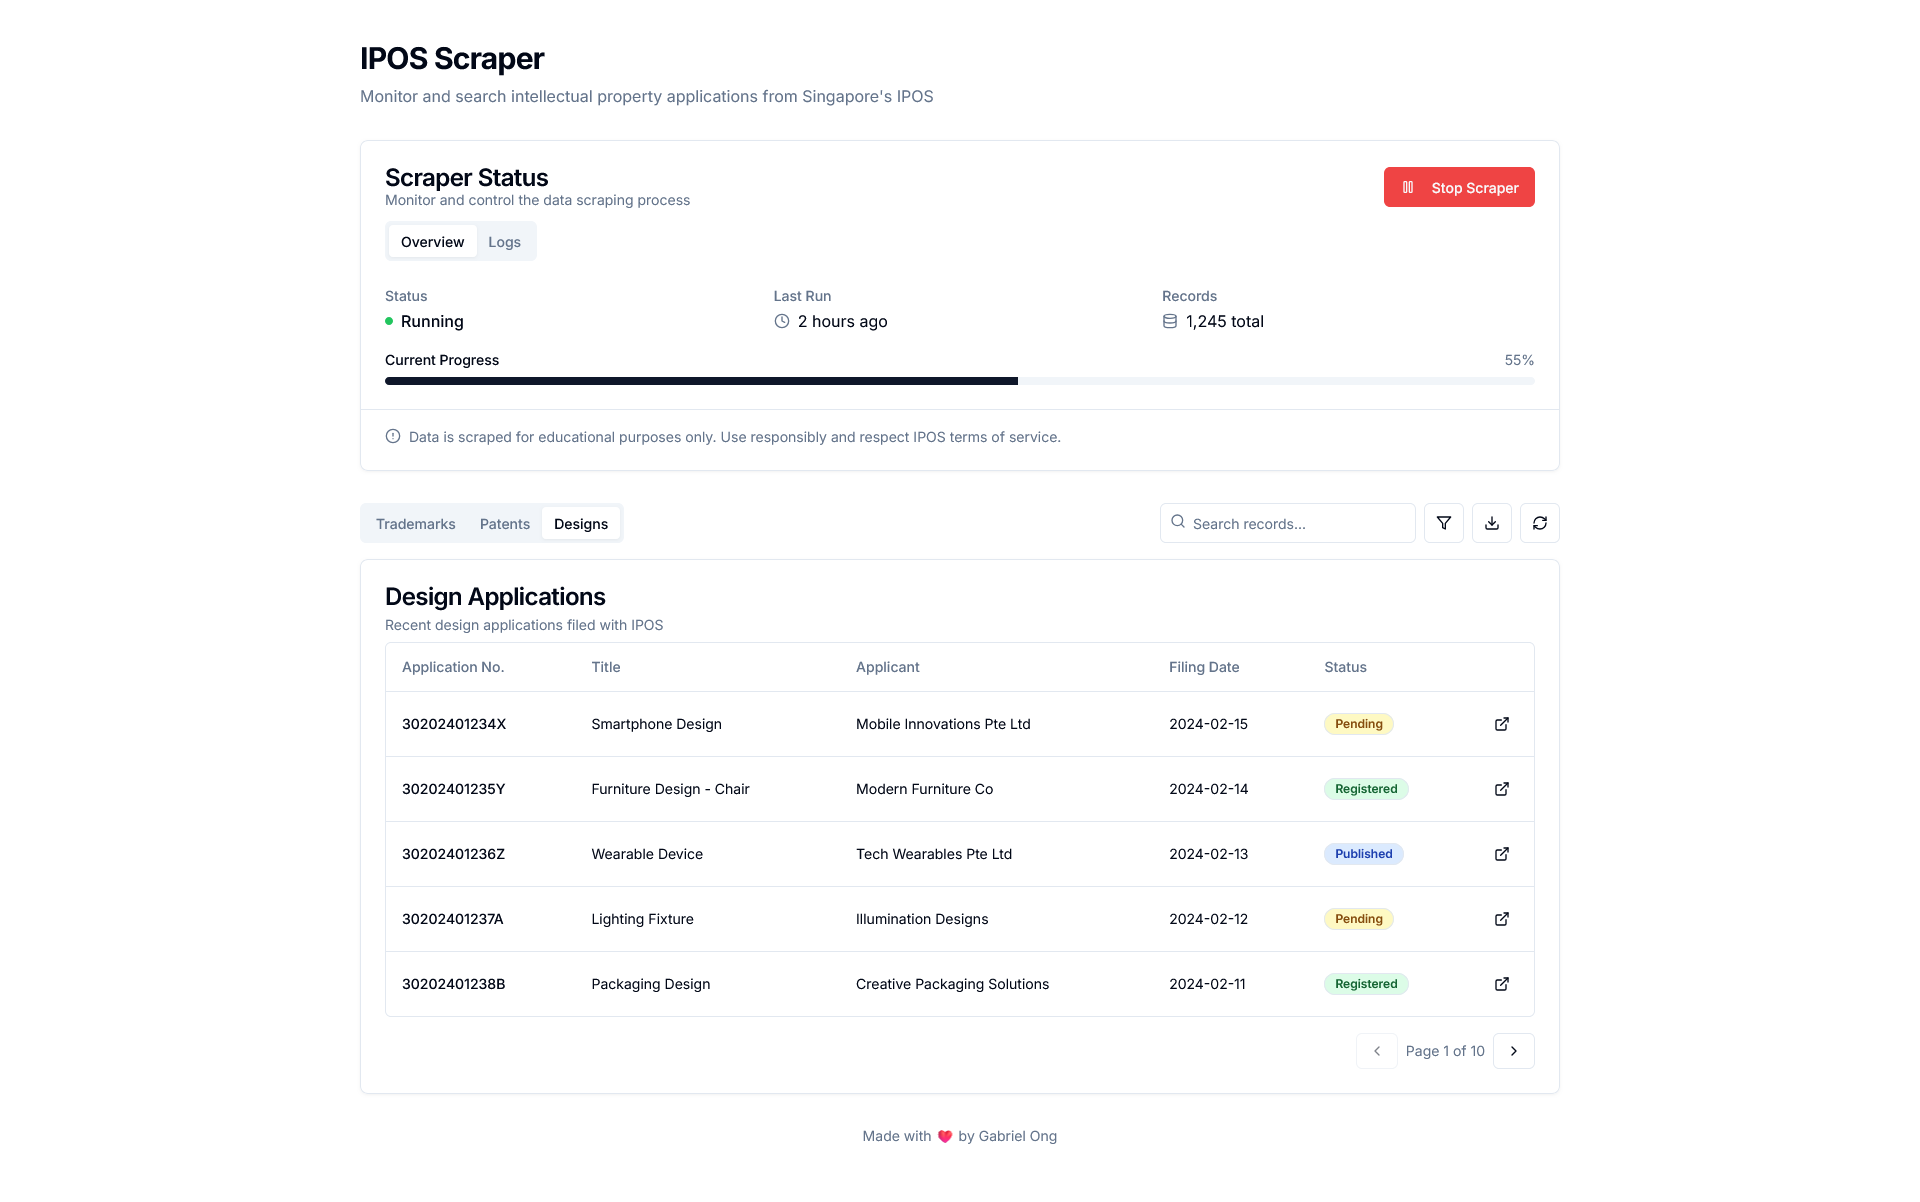 IPOS Scraper
Monitor and search intellectual property applications from Singapore's IPOS
Scraper Status
Monitor and control the data scraping process
Stop Scraper
Overview Logs
Status Last Run Records
Running 2 hours ago 1,245 total
Current Progress 55%
Data is scraped for educational purposes only. Use responsibly and respect IPOS terms of service.
Trademarks Patents Designs Search records...
Design Applications
Recent design applications filed with IPOS
Application No. Title Applicant Filing Date Status
30202401234X Smartphone Design Mobile Innovations Pte Ltd 2024-02-15 Pending
30202401235Y Furniture Design - Chair Modern Furniture Co 2024-02-14 Registered
30202401236Z Wearable Device Tech Wearables Pte Ltd 2024-02-13 Published
30202401237A Lighting Fixture Illumination Designs 2024-02-12 Pending
30202401238B Packaging Design Creative Packaging Solutions 2024-02-11 Registered
Page 1 of 10
Made with ❤️ by Gabriel Ong